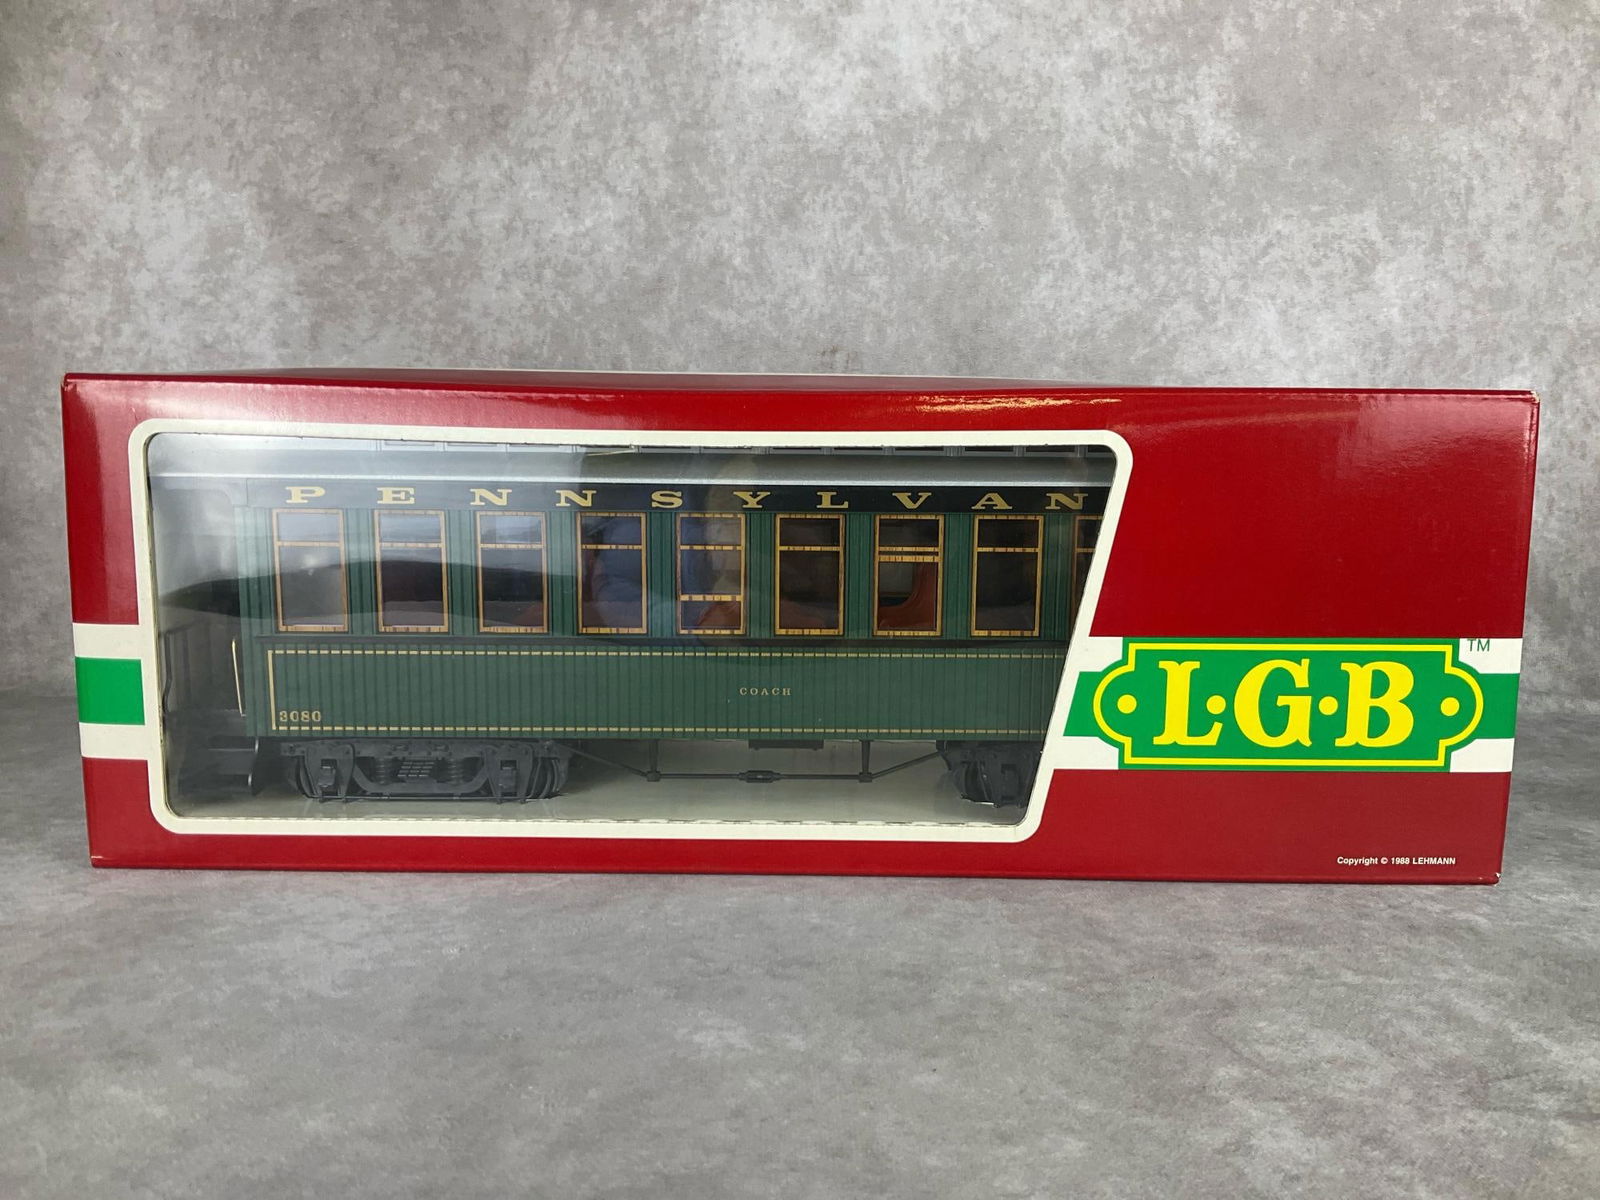 PENNSYLVAN
COACH
3080
L·G·B TM
Copyright © 1988 LEHMANN